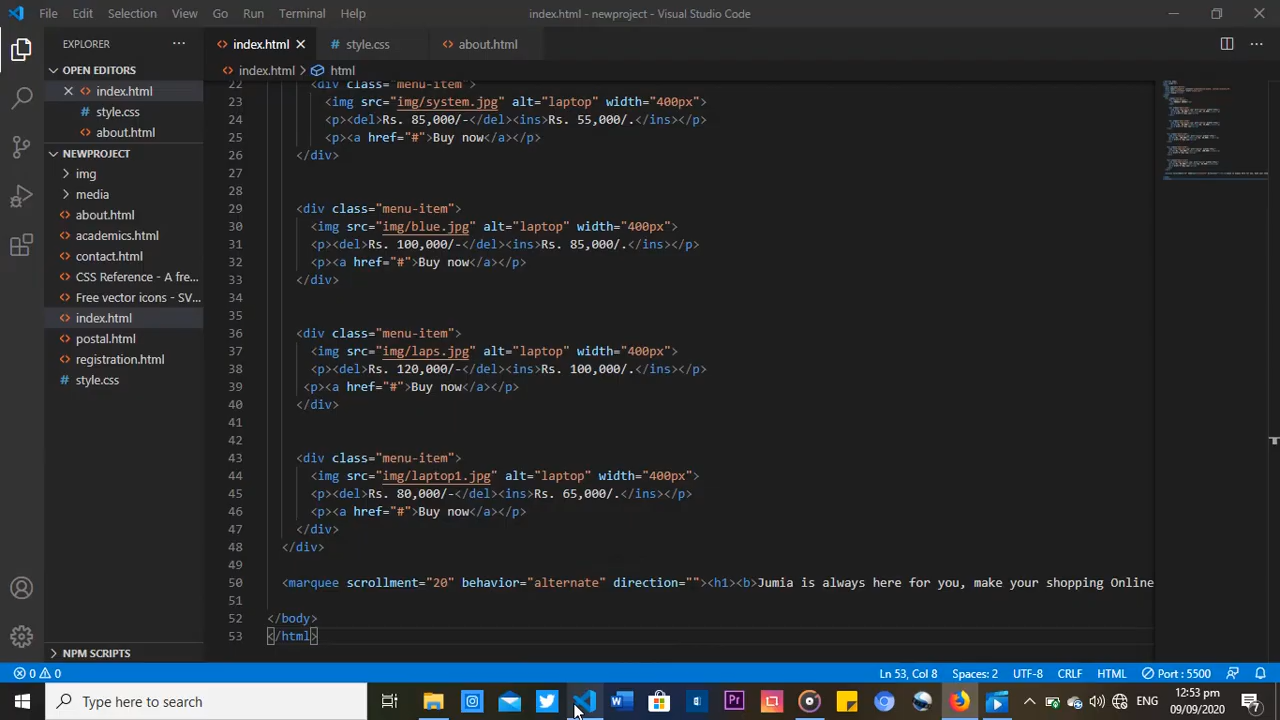 File Edit Selection View Go Run Terminal Help
index.html - newproject - Visual Studio Code
EXPLORER
OPEN EDITORS
index.html
style.css
about.html
NEWPROJECT
img
media
about.html
academics.html
contact.html
CSS Reference - A fre...
Free vector icons - SV...
index.html
postal.html
registration.html
style.css
NPM SCRIPTS
index.html style.css about.html
index.html > html
22 <div class="menu-item">
23 <img src="img/system.jpg" alt="laptop" width="400px">
24 <p><del>Rs. 85,000/-</del><ins>Rs. 55,000/.</ins></p>
25 <p><a href="#">Buy now</a></p>
26 </div>
27
28
29 <div class="menu-item">
30 <img src="img/blue.jpg" alt="laptop" width="400px">
31 <p><del>Rs. 100,000/-</del><ins>Rs. 85,000/.</ins></p>
32 <p><a href="#">Buy now</a></p>
33 </div>
34
35
36 <div class="menu-item">
37 <img src="img/laps.jpg" alt="laptop" width="400px">
38 <p><del>Rs. 120,000/-</del><ins>Rs. 100,000/.</ins></p>
39 <p><a href="#">Buy now</a></p>
40 </div>
41
42
43 <div class="menu-item">
44 <img src="img/laptop1.jpg" alt="laptop" width="400px">
45 <p><del>Rs. 80,000/-</del><ins>Rs. 65,000/.</ins></p>
46 <p><a href="#">Buy now</a></p>
47 </div>
48 </div>
49
50 <marquee scrollment="20" behavior="alternate" direction=""><h1><b>Jumia is always here for you, make your shopping Online
51
52 </body>
53 </html>
0 0
Ln 53, Col 8 Spaces: 2 UTF-8 CRLF HTML Port : 5500
Type here to search
ENG
12:53 pm
09/09/2020
7